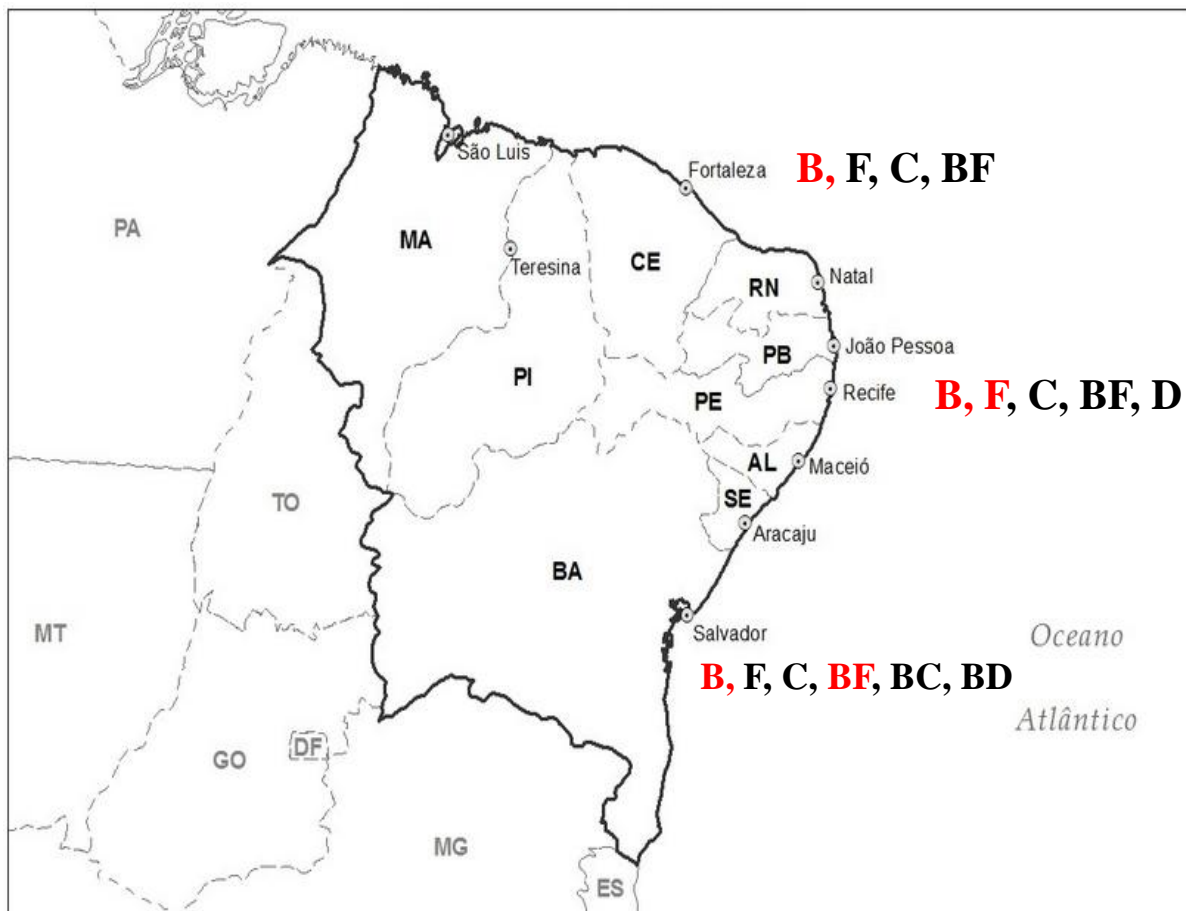 São Luis
Fortaleza
B, F, C, BF
PA
MA
Teresina
CE
RN
Natal
PB
João Pessoa
PI
PE
Recife
B, F, C, BF, D
AL
Maceió
TO
SE
Aracaju
BA
MT
Salvador
Oceano
B, F, C, BF, BC, BD
Atlântico
GO
DF
MG
ES